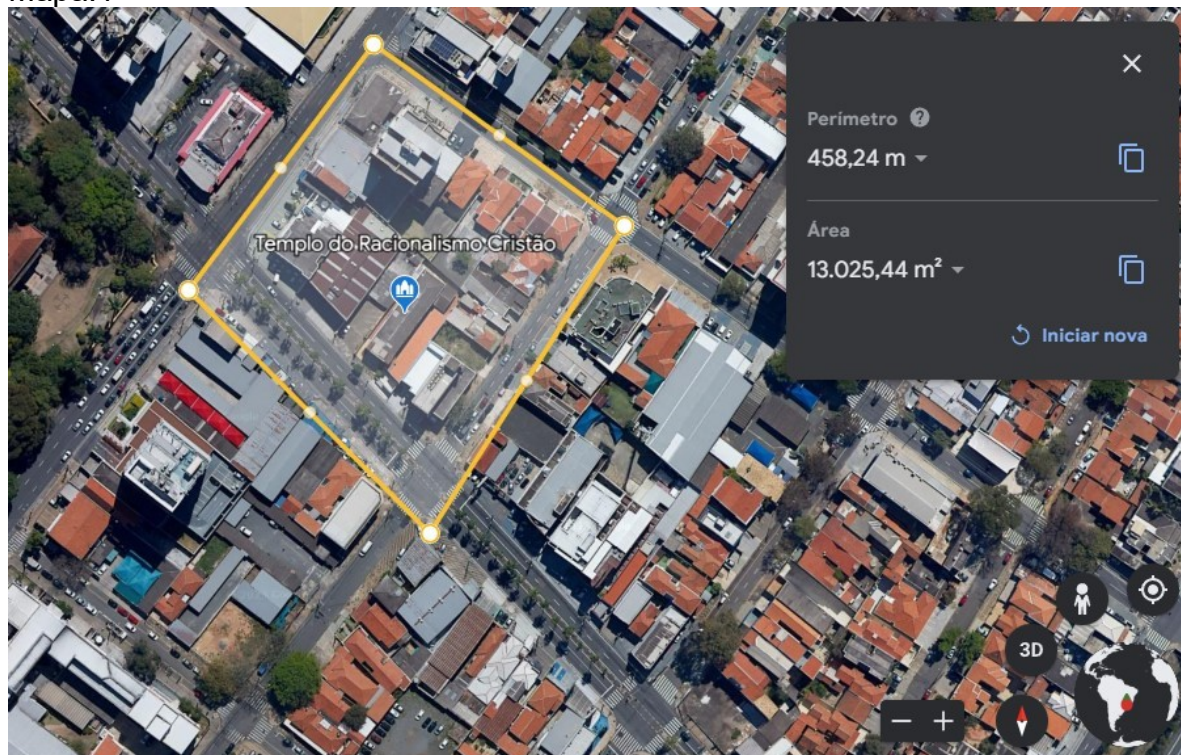 Perímetro
458,24 m
Área
13.025,44 m²
Iniciar nova
Templo do Racionalismo Cristão
3D